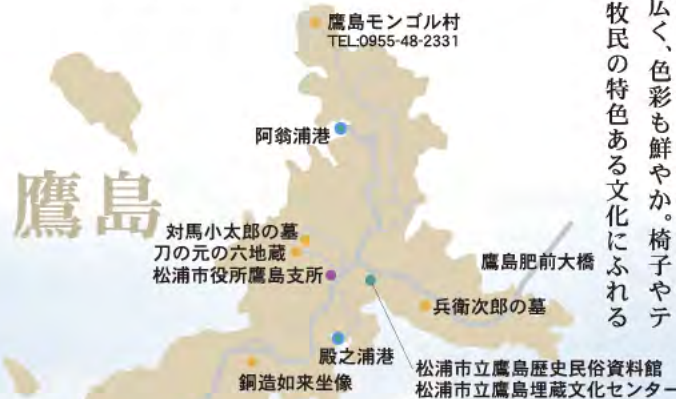 広く、色彩も鮮やか。椅子やテ
牧民の特色ある文化にふれる
鷹島モンゴル村
TEL:0955-48-2331
阿翁浦港
鷹島
対馬小太郎の墓
刀の元の六地蔵
松浦市役所鷹島支所
鷹島肥前大橋
兵衛次郎の墓
殿之浦港
銅造如来坐像
松浦市立鷹島歴史民俗資料館
松浦市立鷹島埋蔵文化センター